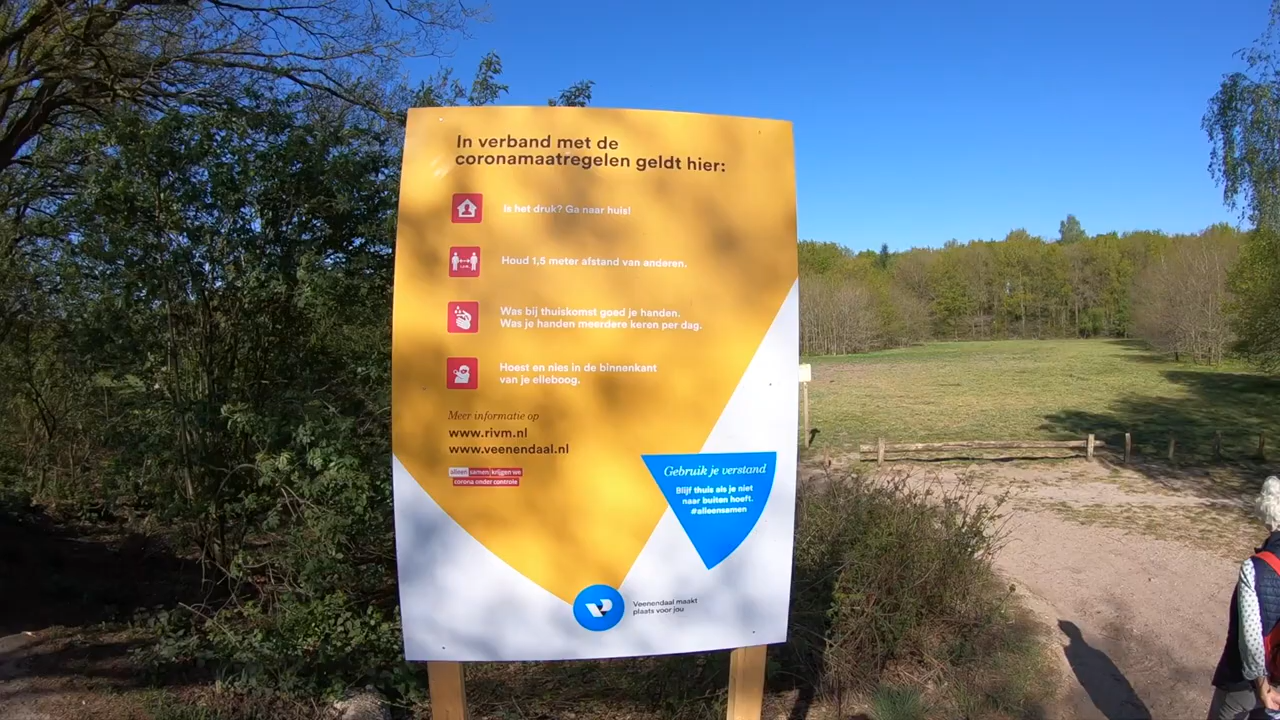 In verband met de
coronamaatregelen geldt hier:
Is het druk? Ga naar huis!
Houd 1,5 meter afstand van anderen.
Was bij thuiskomst goed je handen.
Was je handen meerdere keren per dag.
Hoest en nies in de binnenkant
van je elleboog.
Meer informatie op
www.rivm.nl
www.veenendaal.nl
alleen samen krijgen we
corona onder controle
Gebruik je verstand
Blijf thuis als je niet
naar buiten hoeft.
#alleensamen
Veenendaal maakt
plaats voor jou